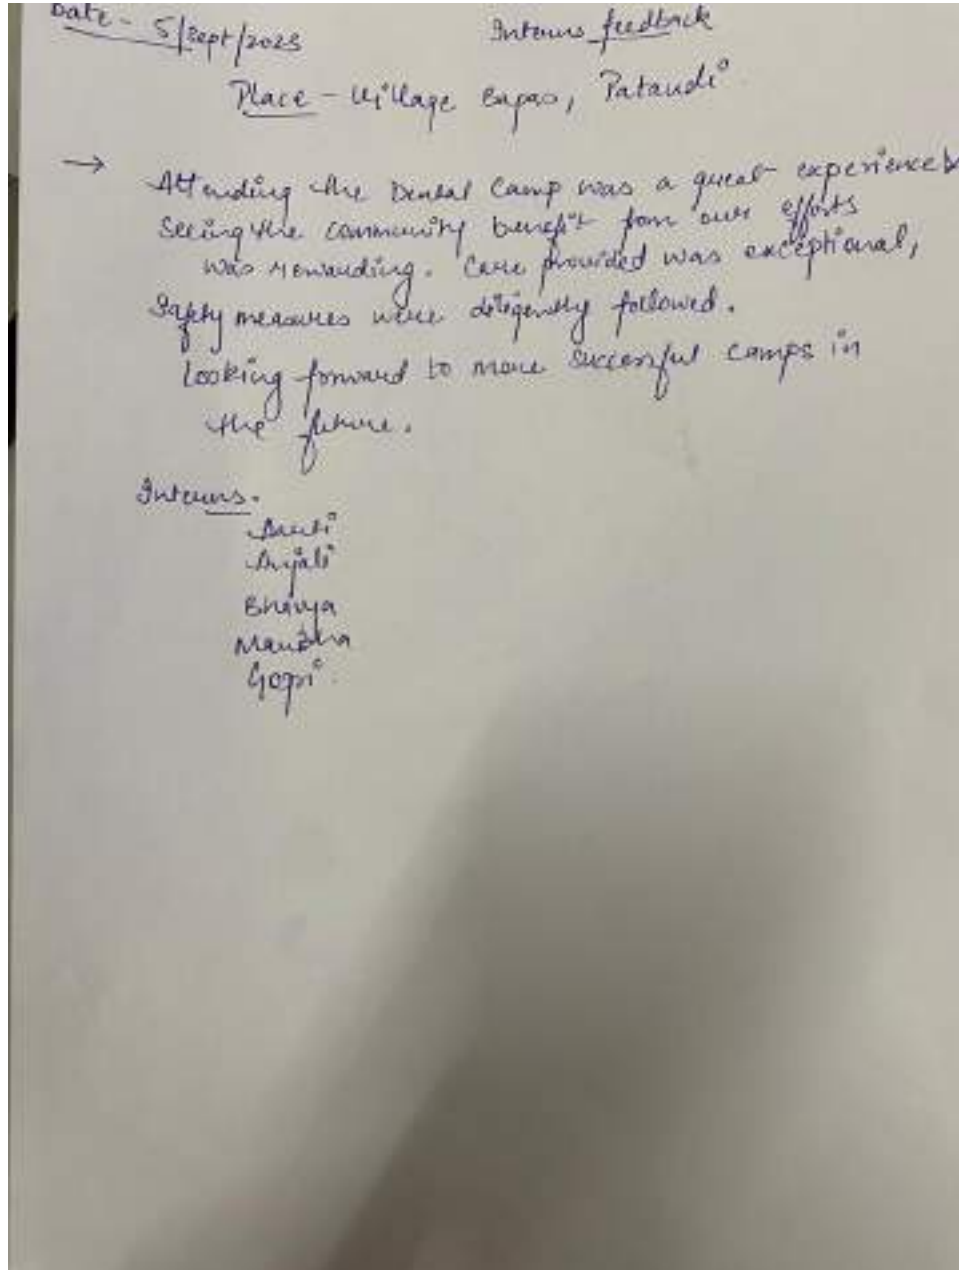 Date - 5/Sept/2023 Interns feedback
Place - Village Bapas, Pataudi
→ Attending the Dental Camp was a great experience &
Seeing the community benefit from our efforts
was rewarding. Care provided was exceptional,
Safety measures were diligently followed.
Looking forward to more successful camps in
the future.
Interns.
Anjali
Bhavya
Gopi